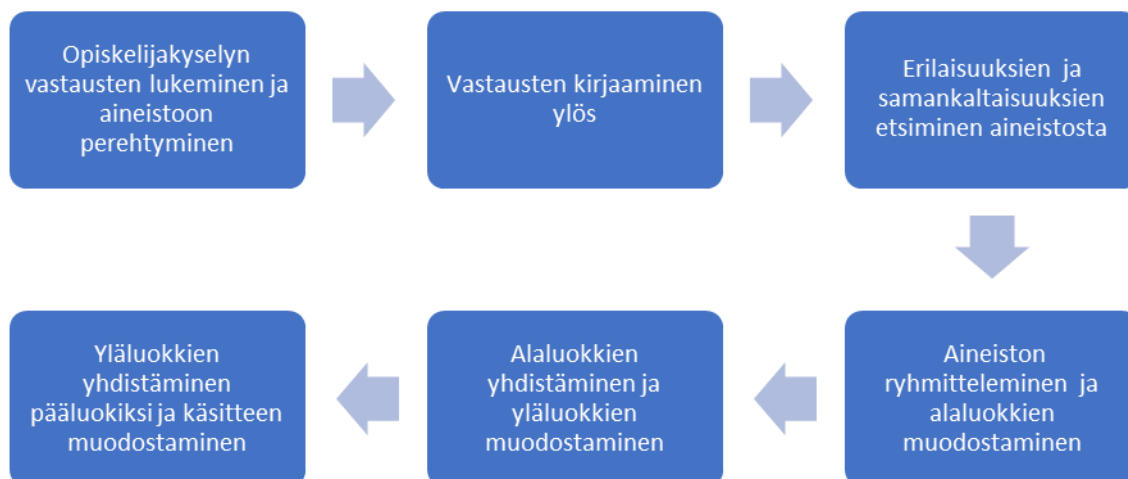 Opiskelijakyselyn
vastausten lukeminen ja
aineistoon
perehtyminen
Vastausten kirjaaminen
ylös
Erilaisuuksien ja
samankaltaisuuksien
etsiminen aineistosta
Aineiston
ryhmitteleminen ja
alaluokkien
muodostaminen
Alaluokkien
yhdistäminen ja
yläluokkien
muodostaminen
Yläluokkien
yhdistäminen
pääluokiksi ja käsitteen
muodostaminen